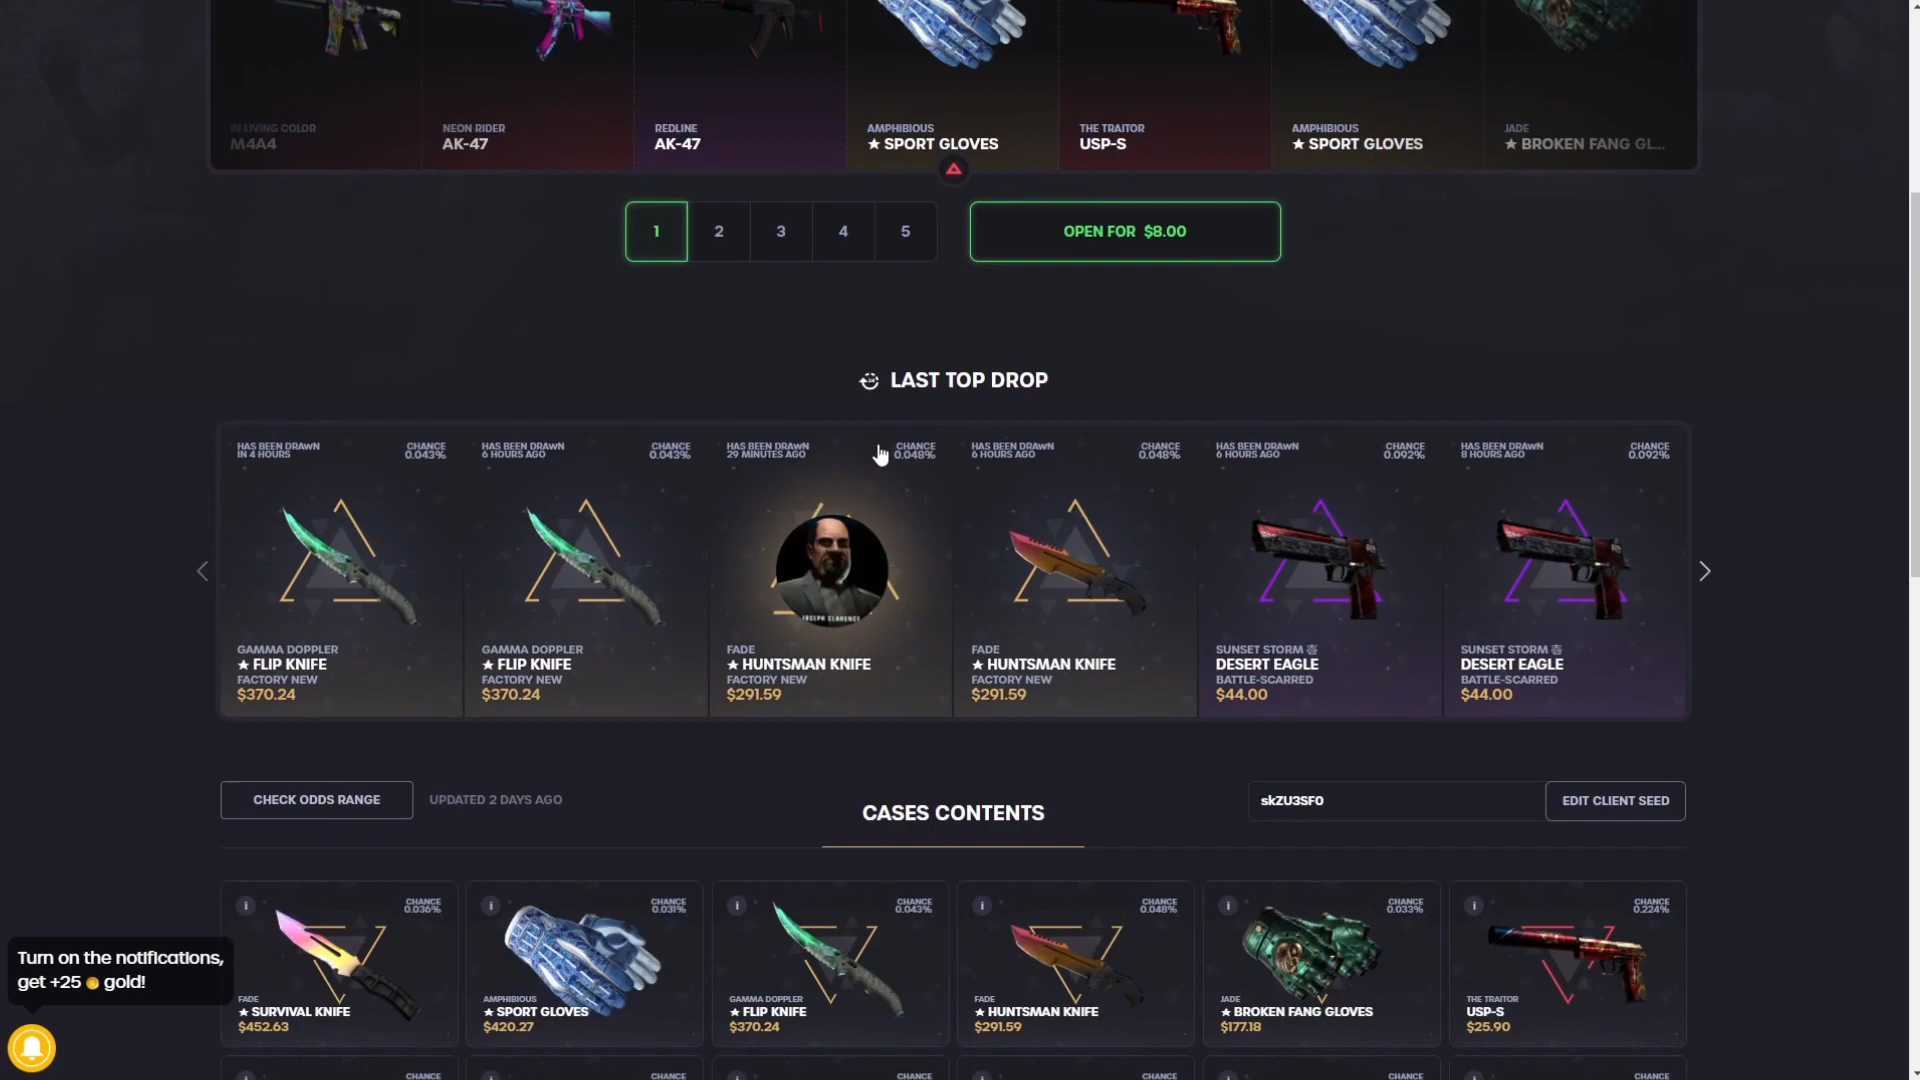 IN LIVING COLOR
M4A4
NEON RIDER
AK-47
REDLINE
AK-47
AMPHIBIOUS
★ SPORT GLOVES
THE TRAITOR
USP-S
AMPHIBIOUS
★ SPORT GLOVES
JADE
★ BROKEN FANG GL...
1
2
3
4
5
OPEN FOR $8.00
LAST TOP DROP
HAS BEEN DRAWN
IN 4 HOURS
CHANCE
0.043%
GAMMA DOPPLER
★ FLIP KNIFE
FACTORY NEW
$370.24
HAS BEEN DRAWN
6 HOURS AGO
CHANCE
0.043%
GAMMA DOPPLER
★ FLIP KNIFE
FACTORY NEW
$370.24
HAS BEEN DRAWN
29 MINUTES AGO
CHANCE
0.048%
JOSEPH CLARENCE
FADE
★ HUNTSMAN KNIFE
FACTORY NEW
$291.59
HAS BEEN DRAWN
6 HOURS AGO
CHANCE
0.048%
FADE
★ HUNTSMAN KNIFE
FACTORY NEW
$291.59
HAS BEEN DRAWN
6 HOURS AGO
CHANCE
0.092%
SUNSET STORM 壱
DESERT EAGLE
BATTLE-SCARRED
$44.00
HAS BEEN DRAWN
8 HOURS AGO
CHANCE
0.092%
SUNSET STORM 壱
DESERT EAGLE
BATTLE-SCARRED
$44.00
CHECK ODDS RANGE
UPDATED 2 DAYS AGO
CASES CONTENTS
skZU3SF0
EDIT CLIENT SEED
CHANCE
0.036%
FADE
★ SURVIVAL KNIFE
$452.63
CHANCE
0.031%
AMPHIBIOUS
★ SPORT GLOVES
$420.27
CHANCE
0.043%
GAMMA DOPPLER
★ FLIP KNIFE
$370.24
CHANCE
0.048%
FADE
★ HUNTSMAN KNIFE
$291.59
CHANCE
0.033%
JADE
★ BROKEN FANG GLOVES
$177.18
CHANCE
0.224%
THE TRAITOR
USP-S
$25.90
Turn on the notifications,
get +25 gold!
CHANCE
CHANCE
CHANCE
CHANCE
CHANCE
CHANCE